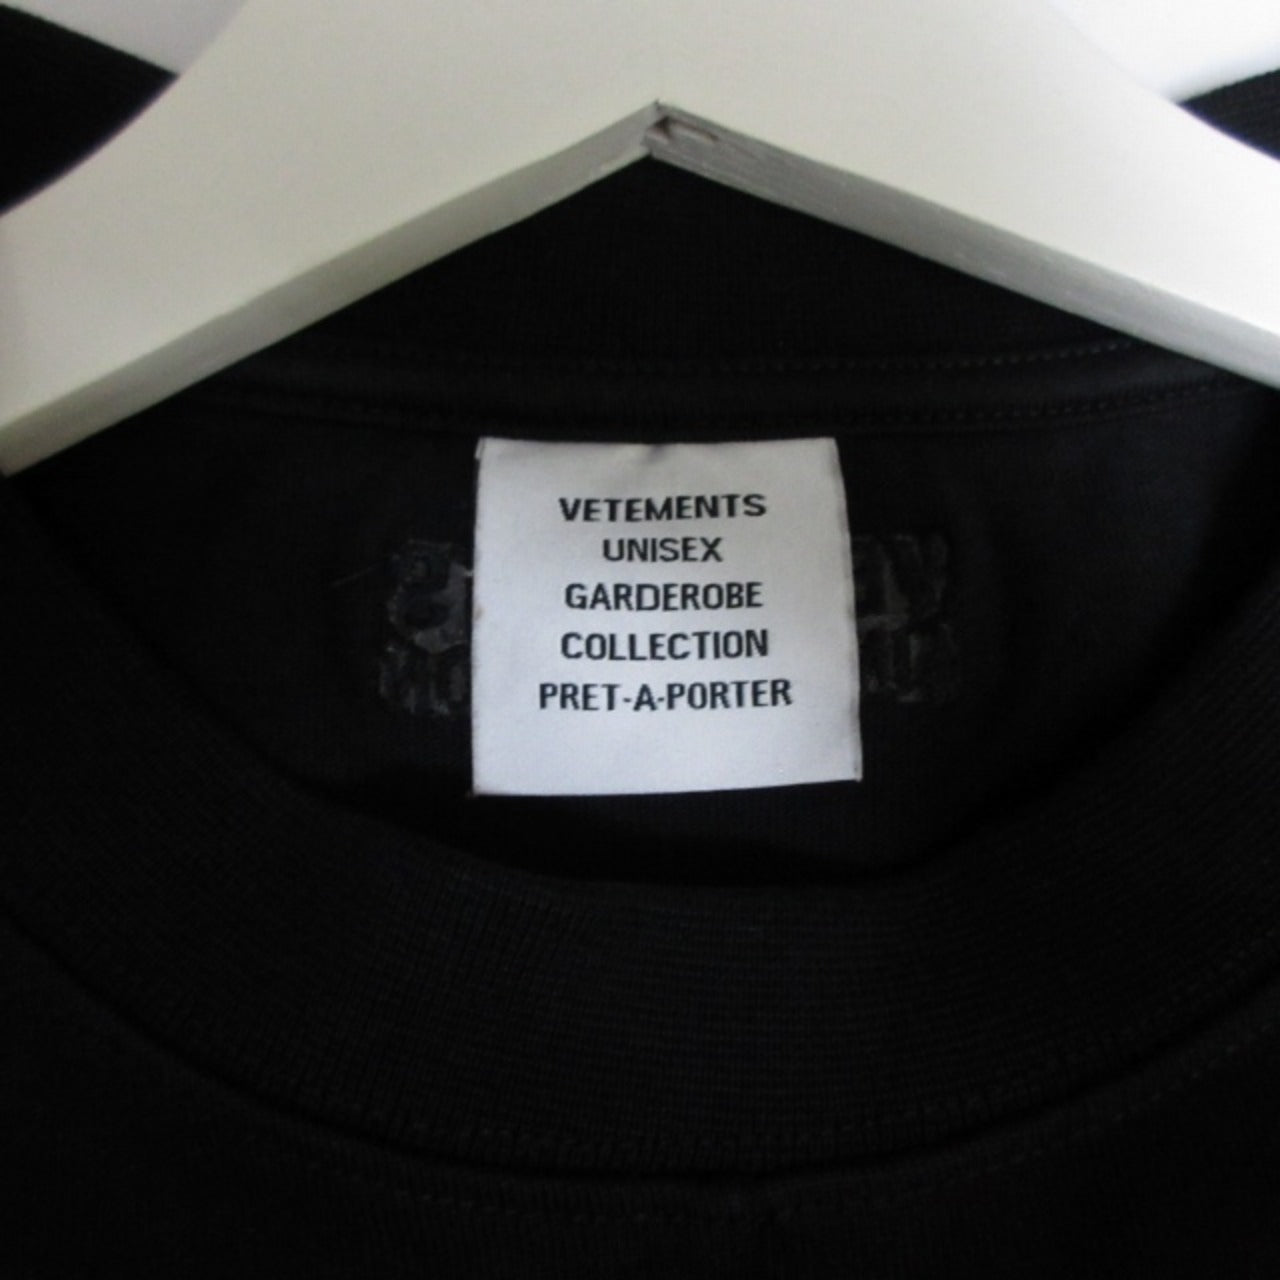 VETEMENTS
UNISEX
GARDEROBE
COLLECTION
PRET-A-PORTER